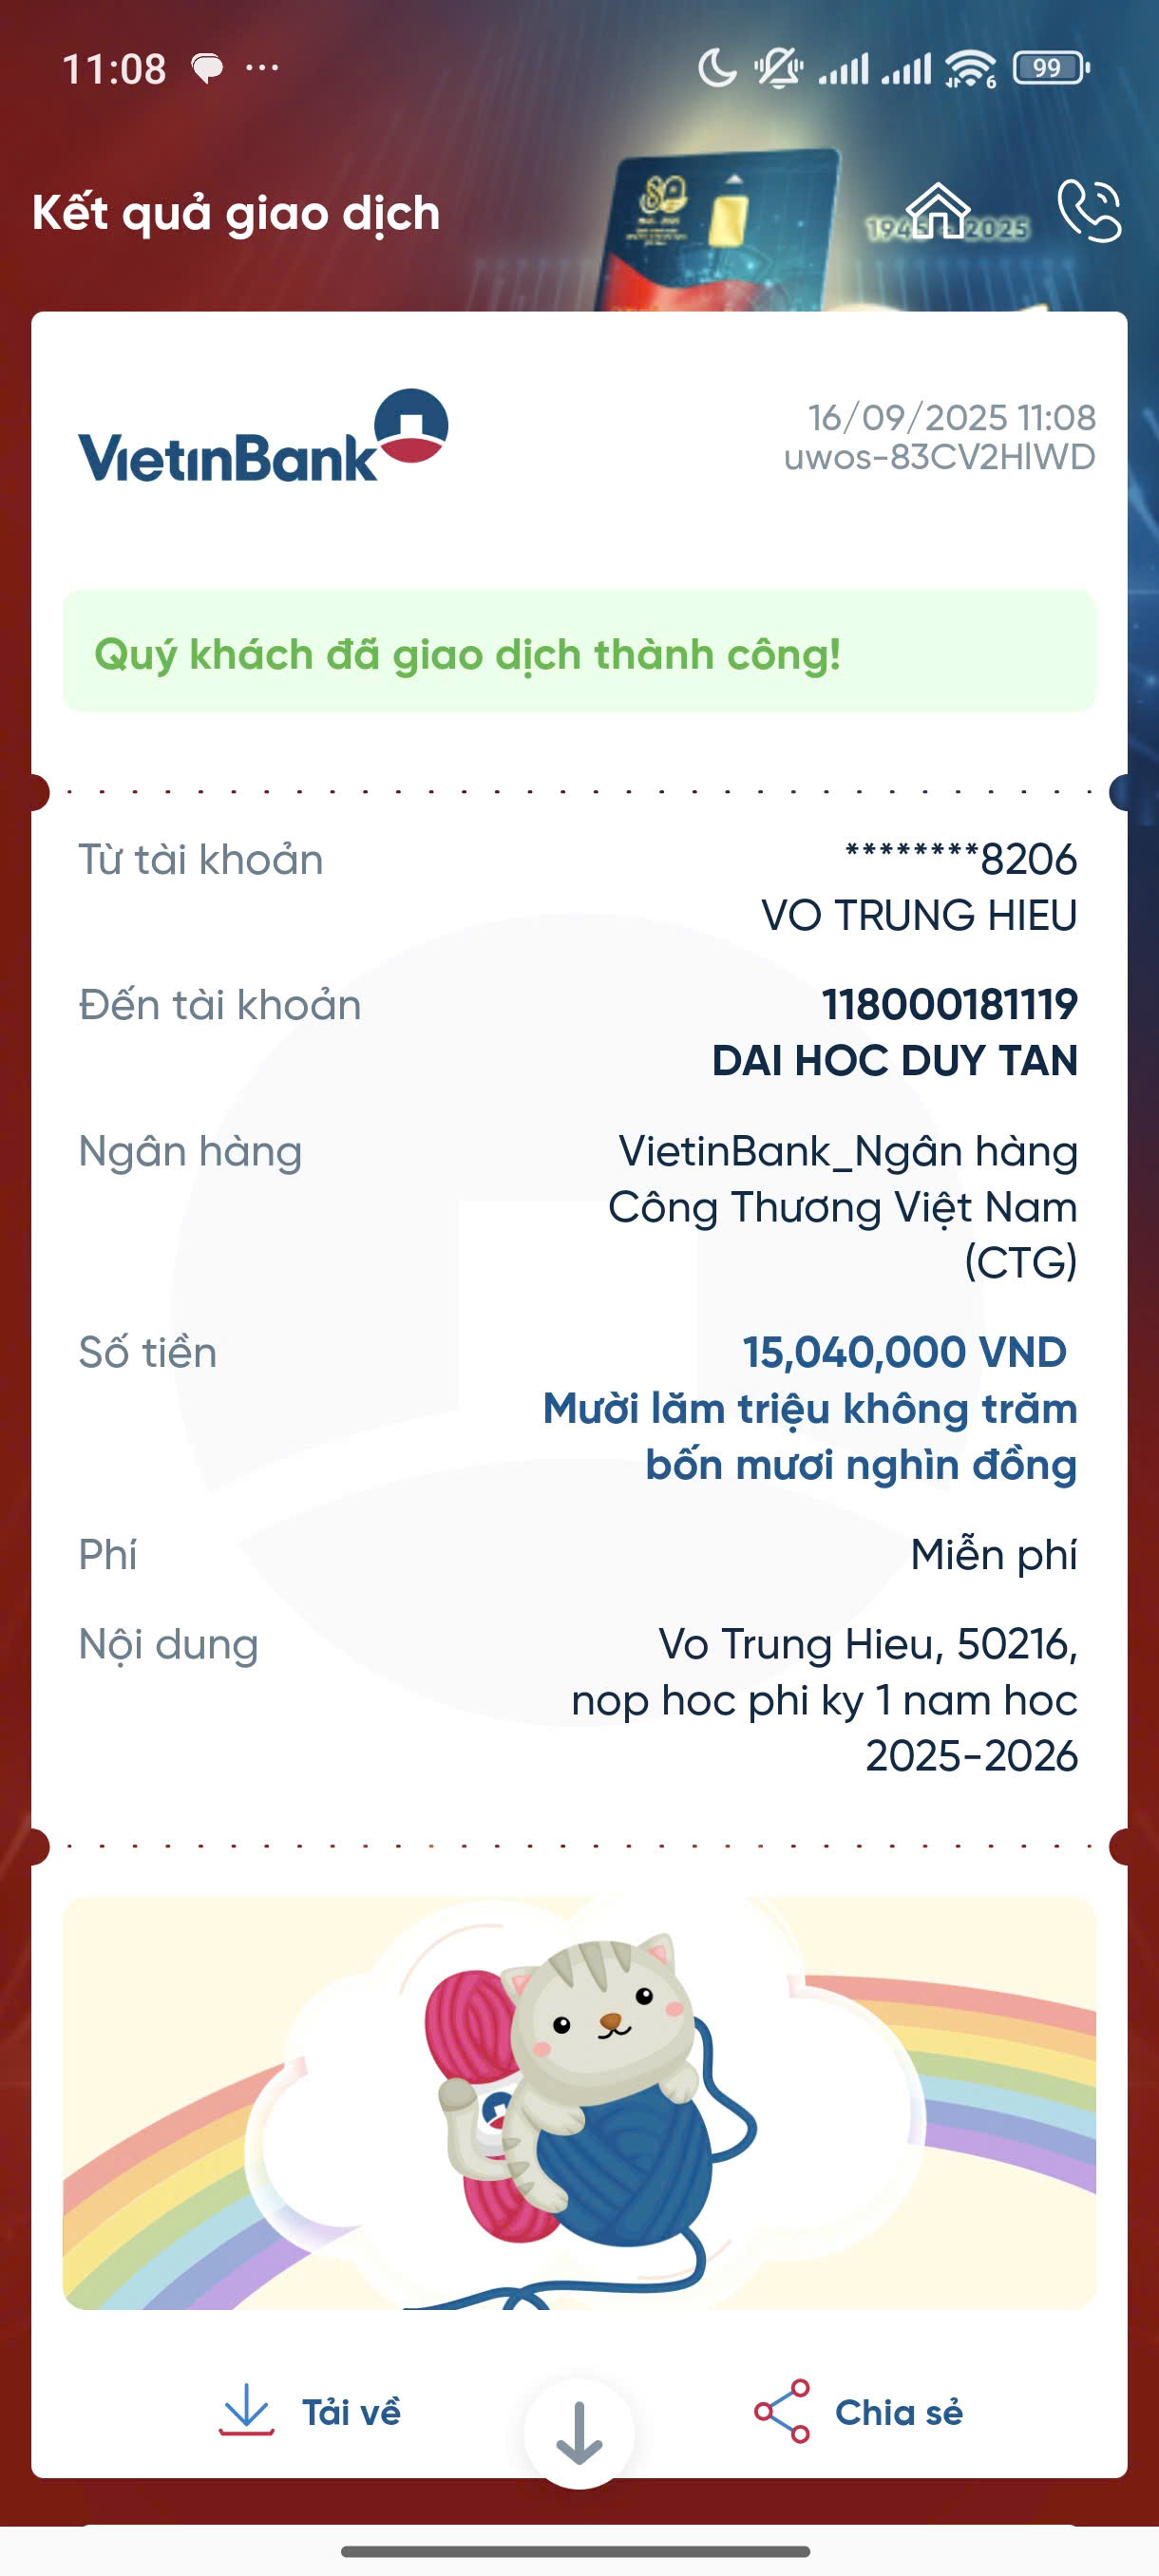 11:08
6
99
Kết quả giao dịch
1945 - 2025
80
VietinBank
16/09/2025 11:08
uwos-83CV2HlWD
Quý khách đã giao dịch thành công!
Từ tài khoản
********8206
VO TRUNG HIEU
Đến tài khoản
118000181119
DAI HOC DUY TAN
Ngân hàng
VietinBank_Ngân hàng
Công Thương Việt Nam
(CTG)
Số tiền
15,040,000 VND
Mười lăm triệu không trăm
bốn mươi nghìn đồng
Phí
Miễn phí
Nội dung
Vo Trung Hieu, 50216,
nop hoc phi ky 1 nam hoc
2025-2026
Tải về
Chia sẻ